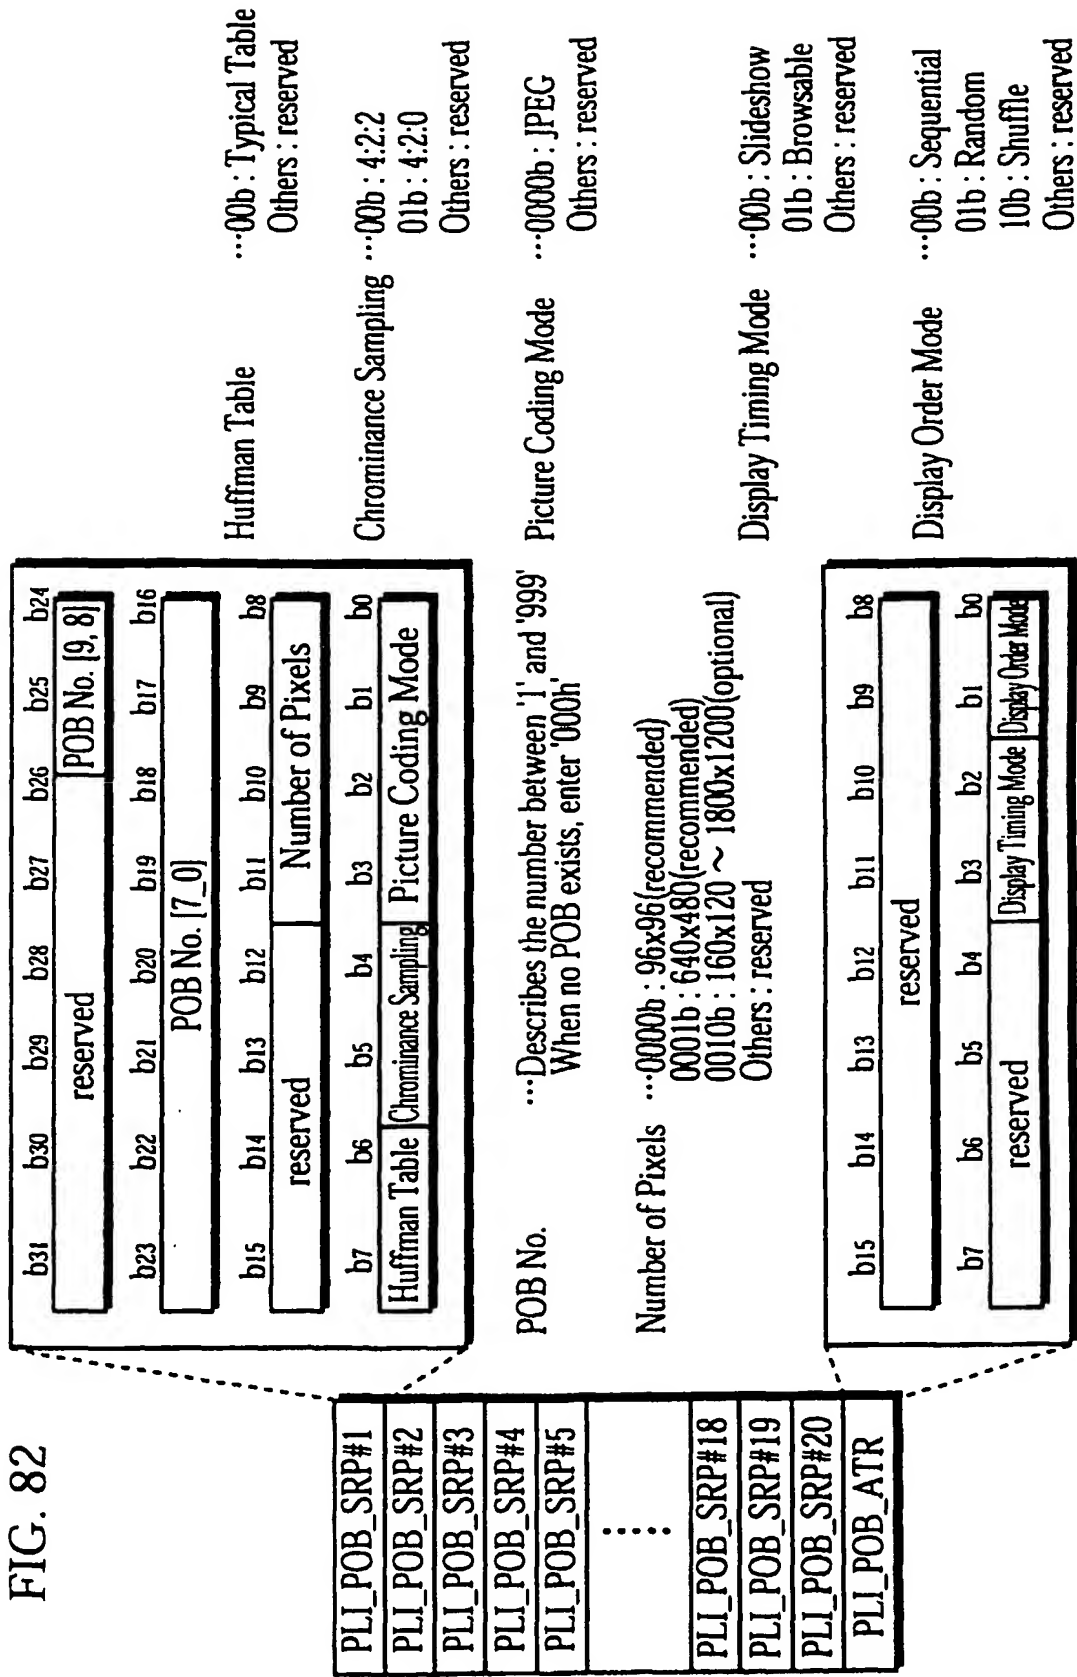 FIG. 82
PLI_POB_SRP#1
PLI_POB_SRP#2
PLI_POB_SRP#3
PLI_POB_SRP#4
PLI_POB_SRP#5
PLI_POB_SRP#18
PLI_POB_SRP#19
PLI_POB_SRP#20
PLI_POB_ATR
b31 b30 b29 b28 b27 b26 b25 b24
reserved POB No. [9, 8]
b23 b22 b21 b20 b19 b18 b17 b16
POB No. [7_0]
b15 b14 b13 b12 b11 b10 b9 b8
reserved Number of Pixels
b7 b6 b5 b4 b3 b2 b1 b0
Huffman Table Chrominance Sampling Picture Coding Mode
POB No. ...Describes the number between '1' and '999'
When no POB exists, enter '000h'
Number of Pixels ...0000b : 96x96(recommended)
0001b : 640x480(recommended)
0010b : 160x120 ~ 1800x1200(optional)
Others : reserved
b15 b14 b13 b12 b11 b10 b9 b8
reserved
b7 b6 b5 b4 b3 b2 b1 b0
reserved Display Timing Mode Display Order Mode
Huffman Table ...00b : Typical Table
Others : reserved
Chrominance Sampling ...00b : 4:2:2
01b : 4:2:0
Others : reserved
Picture Coding Mode ...0000b : JPEG
Others : reserved
Display Timing Mode ...00b : Slideshow
01b : Browsable
Others : reserved
Display Order Mode ...00b : Sequential
01b : Random
10b : Shuffle
Others : reserved